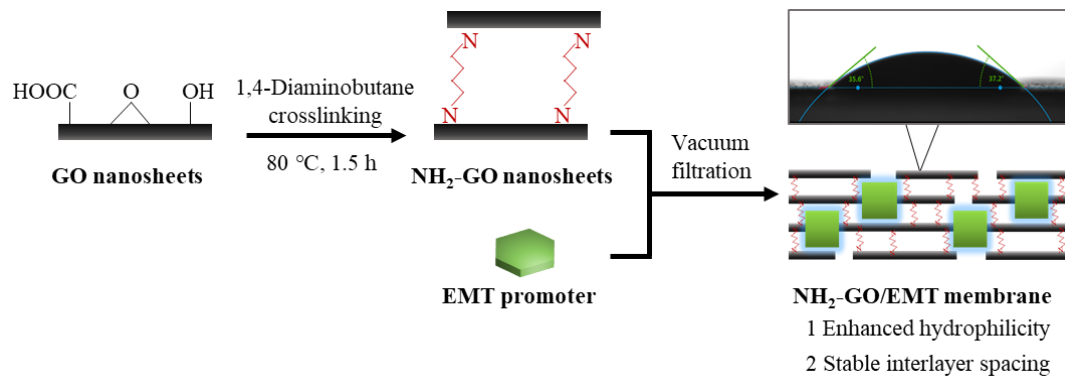 HOOC
O
OH
GO nanosheets
1,4-Diaminobutane
crosslinking
80 °C, 1.5 h
N
N
N
N
NH₂-GO nanosheets
EMT promoter
Vacuum
filtration
35.6°
37.2°
NH₂-GO/EMT membrane
1 Enhanced hydrophilicity
2 Stable interlayer spacing